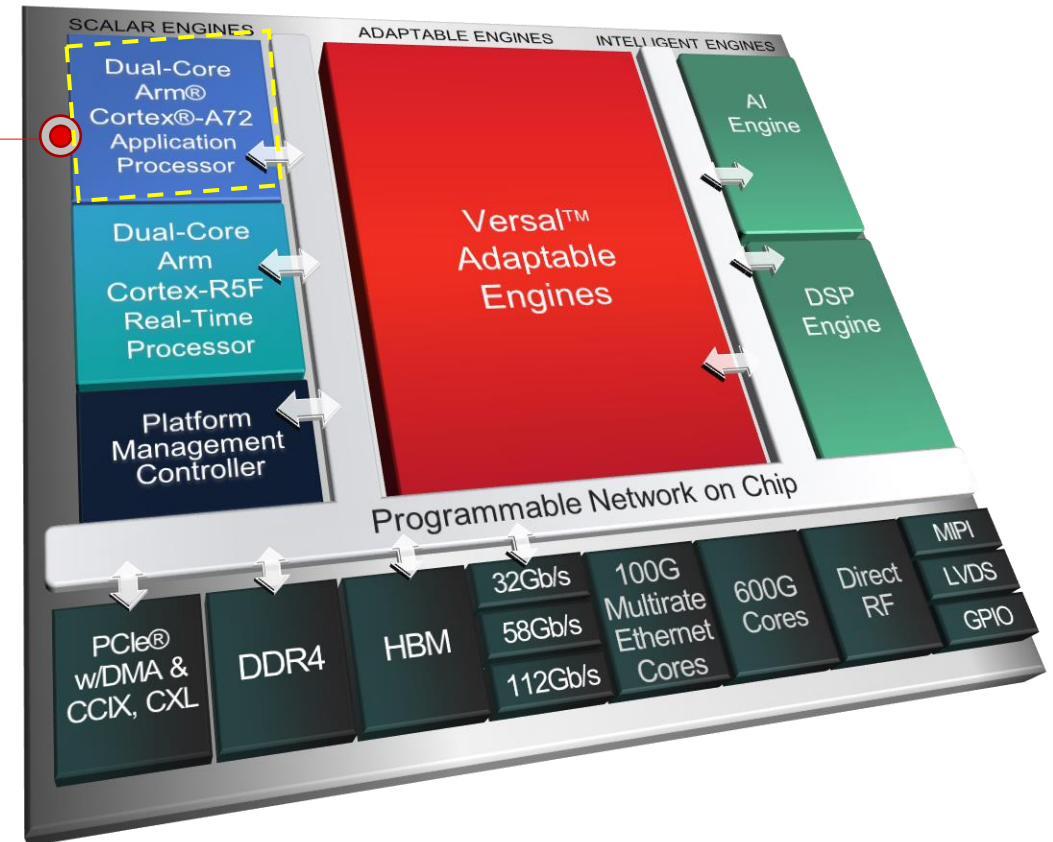 SCALAR ENGINES
ADAPTABLE ENGINES
INTELLIGENT ENGINES
Dual-Core
Arm®
Cortex®-A72
Application
Processor
Dual-Core
Arm
Cortex-R5F
Real-Time
Processor
Platform
Management
Controller
Versal™
Adaptable
Engines
AI
Engine
DSP
Engine
Programmable Network on Chip
PCIe®
w/DMA &
CCIX, CXL
DDR4
HBM
32Gb/s
58Gb/s
112Gb/s
100G
Multirate
Ethernet
Cores
600G
Cores
Direct
RF
MIPI
LVDS
GPIO